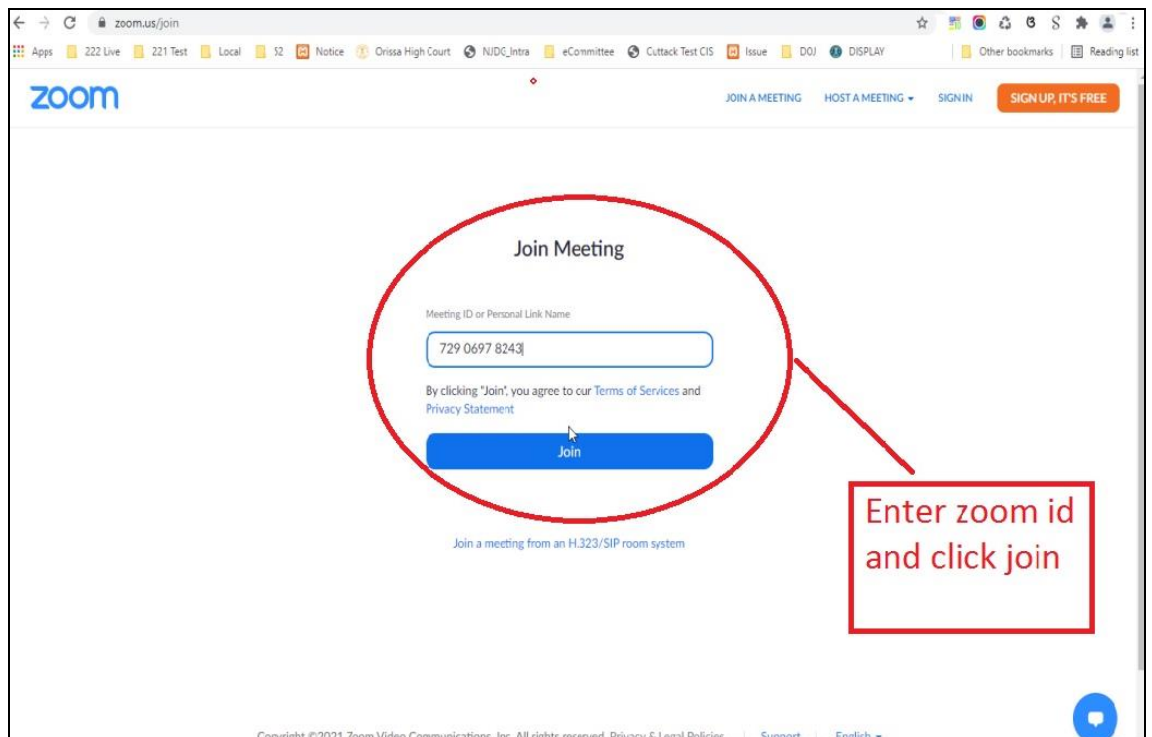 zoom.us/join
Apps 222 Live 221 Test Local 52 Notice Orissa High Court NJDC_Intra eCommittee Cuttack Test CIS Issue DOJ DISPLAY Other bookmarks Reading list
zoom JOIN A MEETING HOST A MEETING SIGN IN SIGN UP, IT'S FREE
Join Meeting
Meeting ID or Personal Link Name
729 0697 8243
By clicking "Join", you agree to our Terms of Services and
Privacy Statement
Join
Enter zoom id
and click join
Join a meeting from an H.323/SIP room system
Copyright ©2021 Zoom Video Communications, Inc. All rights reserved. Privacy & Legal Policies Support English